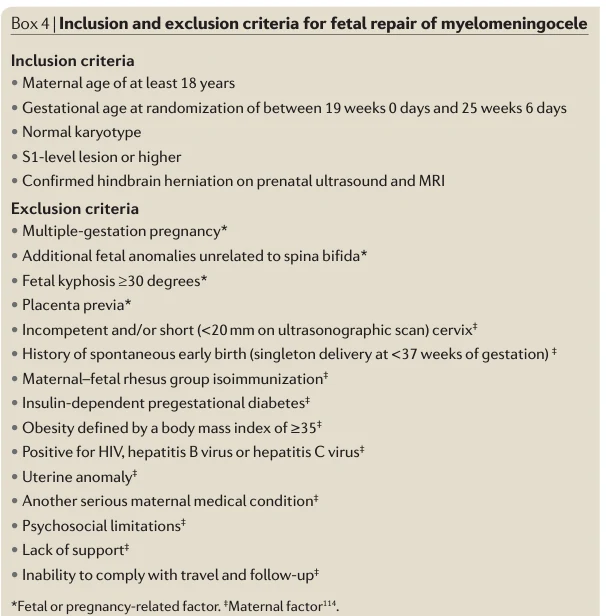 Box 4 | Inclusion and exclusion criteria for fetal repair of myelomeningocele
Inclusion criteria
• Maternal age of at least 18 years
• Gestational age at randomization of between 19 weeks 0 days and 25 weeks 6 days
• Normal karyotype
• S1-level lesion or higher
• Confirmed hindbrain herniation on prenatal ultrasound and MRI
Exclusion criteria
• Multiple-gestation pregnancy*
• Additional fetal anomalies unrelated to spina bifida*
• Fetal kyphosis ≥30 degrees*
• Placenta previa*
• Incompetent and/or short (<20 mm on ultrasonographic scan) cervix‡
• History of spontaneous early birth (singleton delivery at <37 weeks of gestation) ‡
• Maternal–fetal rhesus group isoimmunization‡
• Insulin-dependent pregestational diabetes‡
• Obesity defined by a body mass index of ≥35‡
• Positive for HIV, hepatitis B virus or hepatitis C virus‡
• Uterine anomaly‡
• Another serious maternal medical condition‡
• Psychosocial limitations‡
• Lack of support‡
• Inability to comply with travel and follow-up‡
*Fetal or pregnancy-related factor. ‡Maternal factor¹¹⁴.